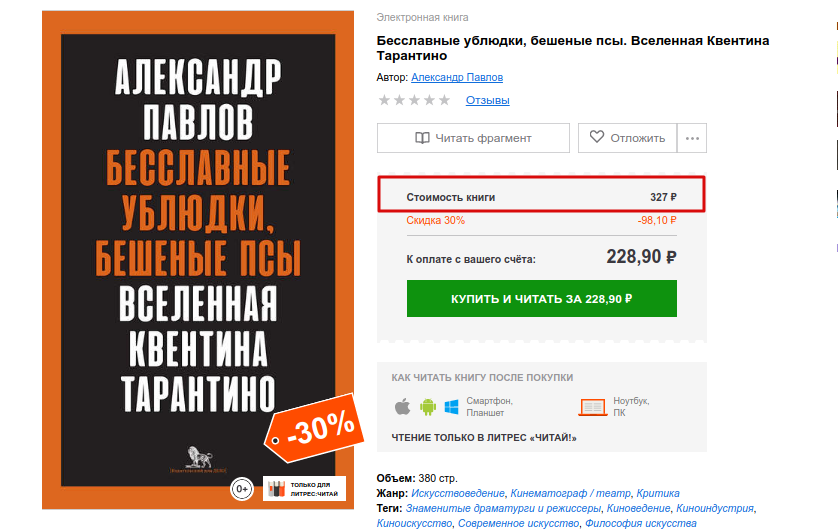 АЛЕКСАНДР
ПАВЛОВ
БЕССЛАВНЫЕ
УБЛЮДКИ,
БЕШЕНЫЕ ПСЫ
ВСЕЛЕННАЯ
КВЕНТИНА
ТАРАНТИНО
-30%
0+
ТОЛЬКО ДЛЯ
ЛИТРЕС:ЧИТАЙ
Электронная книга
Бесславные ублюдки, бешеные псы. Вселенная Квентина
Тарантино
Автор: Александр Павлов
Отзывы
Читать фрагмент
Отложить
Стоимость книги 327 ₽
Скидка 30% -98,10 ₽
К оплате с вашего счёта: 228,90 ₽
КУПИТЬ И ЧИТАТЬ ЗА 228,90 ₽
КАК ЧИТАТЬ КНИГУ ПОСЛЕ ПОКУПКИ
Смартфон,
Планшет
Ноутбук,
ПК
ЧТЕНИЕ ТОЛЬКО В ЛИТРЕС «ЧИТАЙ!»
Объем: 380 стр.
Жанр: Искусствоведение, Кинематограф / театр, Критика
Теги: Знаменитые драматурги и режиссеры, Киноведение, Киноиндустрия,
Киноискусство, Современное искусство, Философия искусства